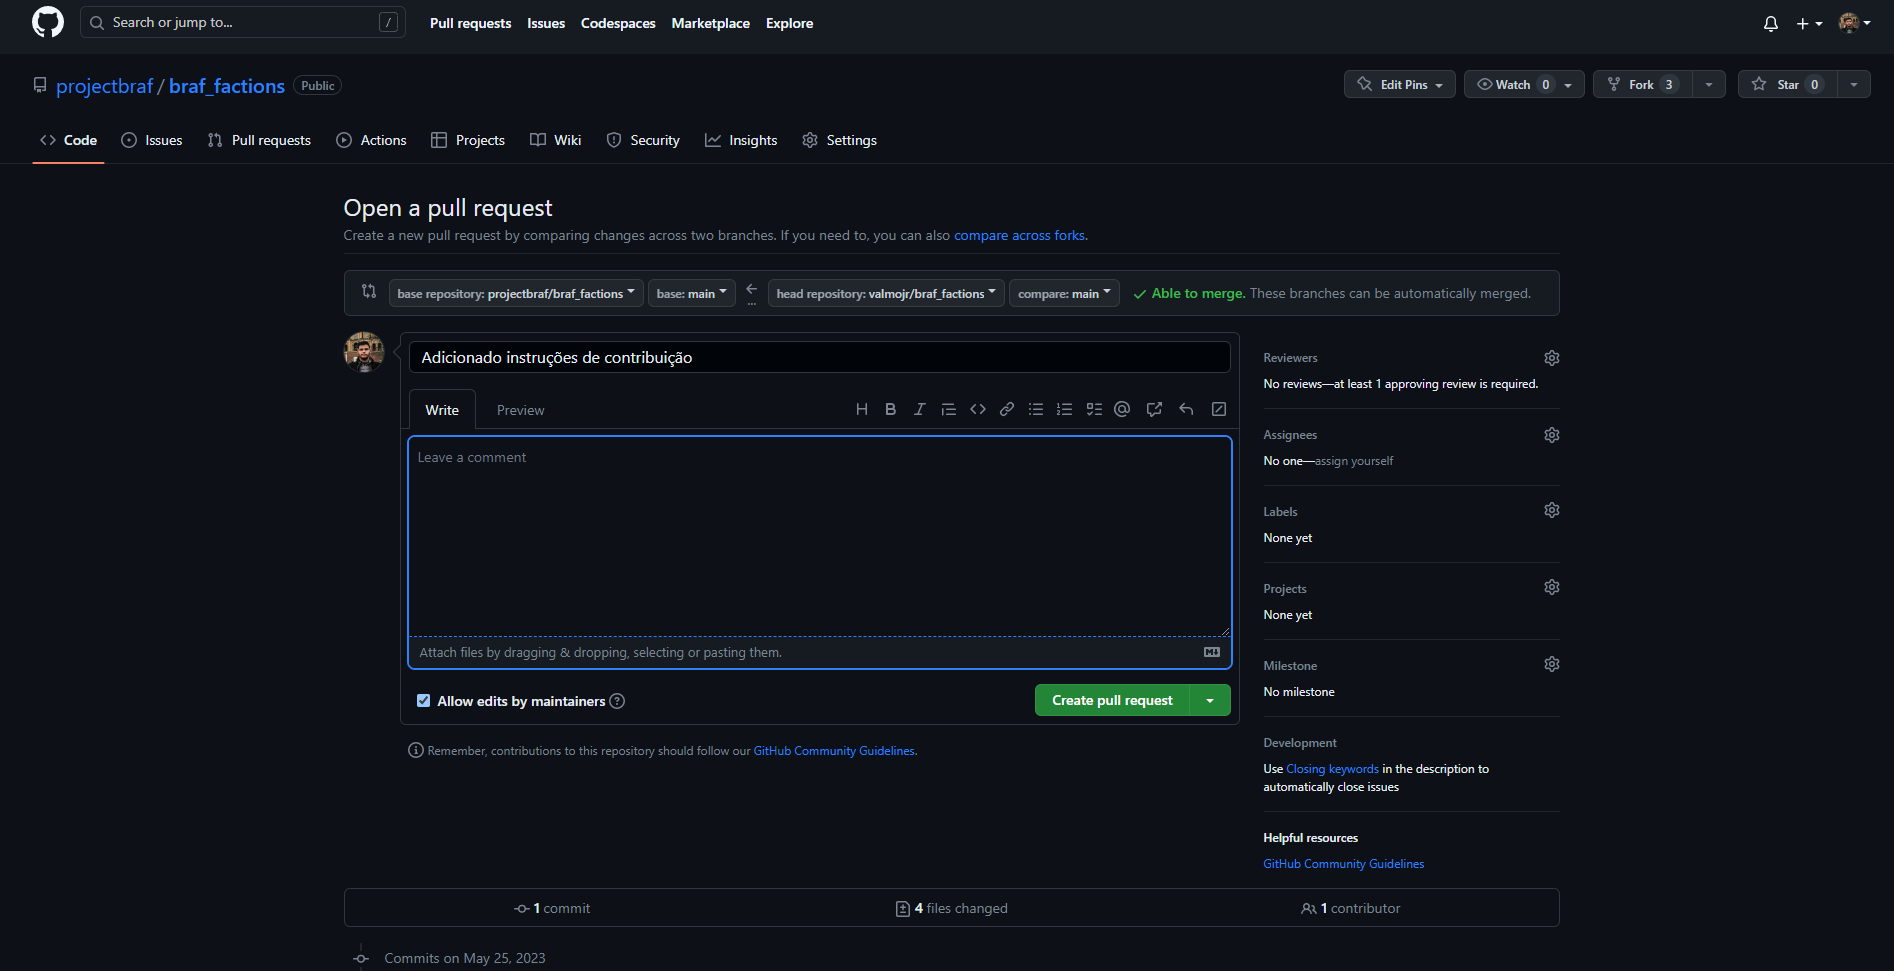 Search or jump to... /
Pull requests Issues Codespaces Marketplace Explore
projectbraf / braf_factions Public
Edit Pins Watch 0 Fork 3 Star 0
Code Issues Pull requests Actions Projects Wiki Security Insights Settings
Open a pull request
Create a new pull request by comparing changes across two branches. If you need to, you can also compare across forks.
base repository: projectbraf/braf_factions base: main ... head repository: valmojr/braf_factions compare: main Able to merge. These branches can be automatically merged.
Adicionado instruções de contribuição
Write Preview
Leave a comment
Attach files by dragging & dropping, selecting or pasting them.
Allow edits by maintainers
Create pull request
Remember, contributions to this repository should follow our GitHub Community Guidelines.
Reviewers
No reviews—at least 1 approving review is required.
Assignees
No one—assign yourself
Labels
None yet
Projects
None yet
Milestone
No milestone
Development
Use Closing keywords in the description to
automatically close issues
Helpful resources
GitHub Community Guidelines
1 commit 4 files changed 1 contributor
Commits on May 25, 2023